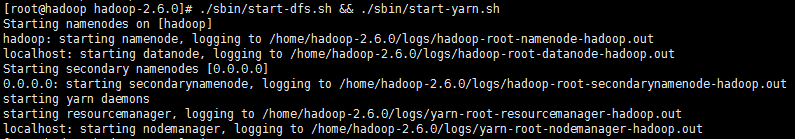 [root@hadoop hadoop-2.6.0]# ./sbin/start-dfs.sh && ./sbin/start-yarn.sh
Starting namenodes on [hadoop]
hadoop: starting namenode, logging to /home/hadoop-2.6.0/logs/hadoop-root-namenode-hadoop.out
localhost: starting datanode, logging to /home/hadoop-2.6.0/logs/hadoop-root-datanode-hadoop.out
Starting secondary namenodes [0.0.0.0]
0.0.0.0: starting secondarynamenode, logging to /home/hadoop-2.6.0/logs/hadoop-root-secondarynamenode-hadoop.out
starting yarn daemons
starting resourcemanager, logging to /home/hadoop-2.6.0/logs/yarn-root-resourcemanager-hadoop.out
localhost: starting nodemanager, logging to /home/hadoop-2.6.0/logs/yarn-root-nodemanager-hadoop.out